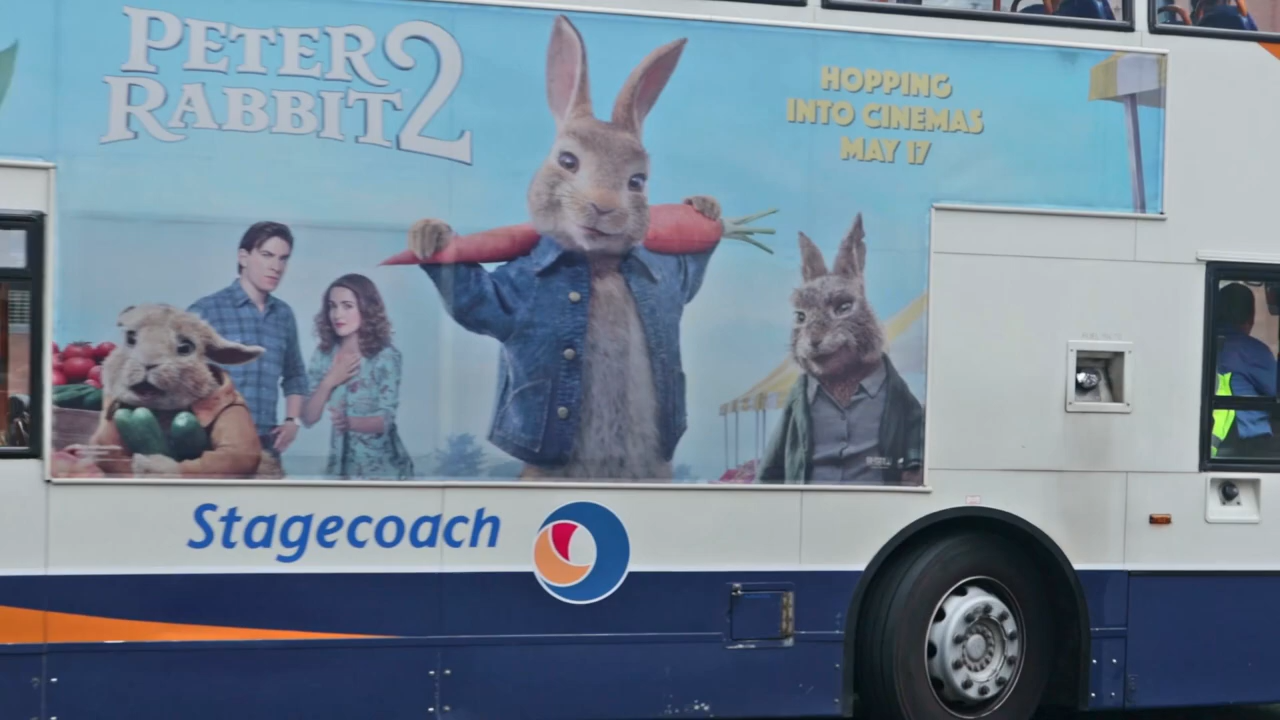 PETER
RABBIT 2
HOPPING
INTO CINEMAS
MAY 17
Stagecoach